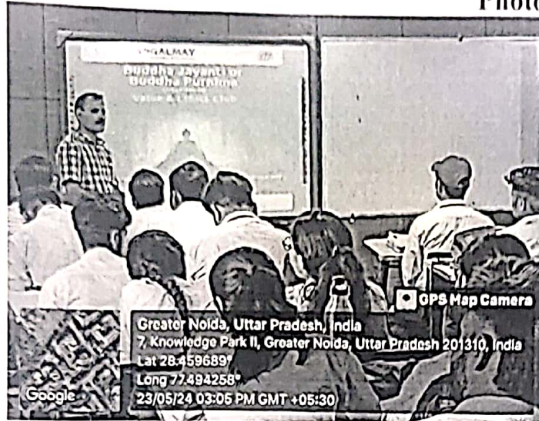 Photo
NGALMAY
Buddha Jayanti or
Buddha Purnima
Value & Ethics Club
GPS Map Camera
Greater Noida, Uttar Pradesh, India
7, Knowledge Park II, Greater Noida, Uttar Pradesh 201310, India
Lat 28.459689°
Long 77.494258°
23/05/24 03:05 PM GMT +05:30
Google